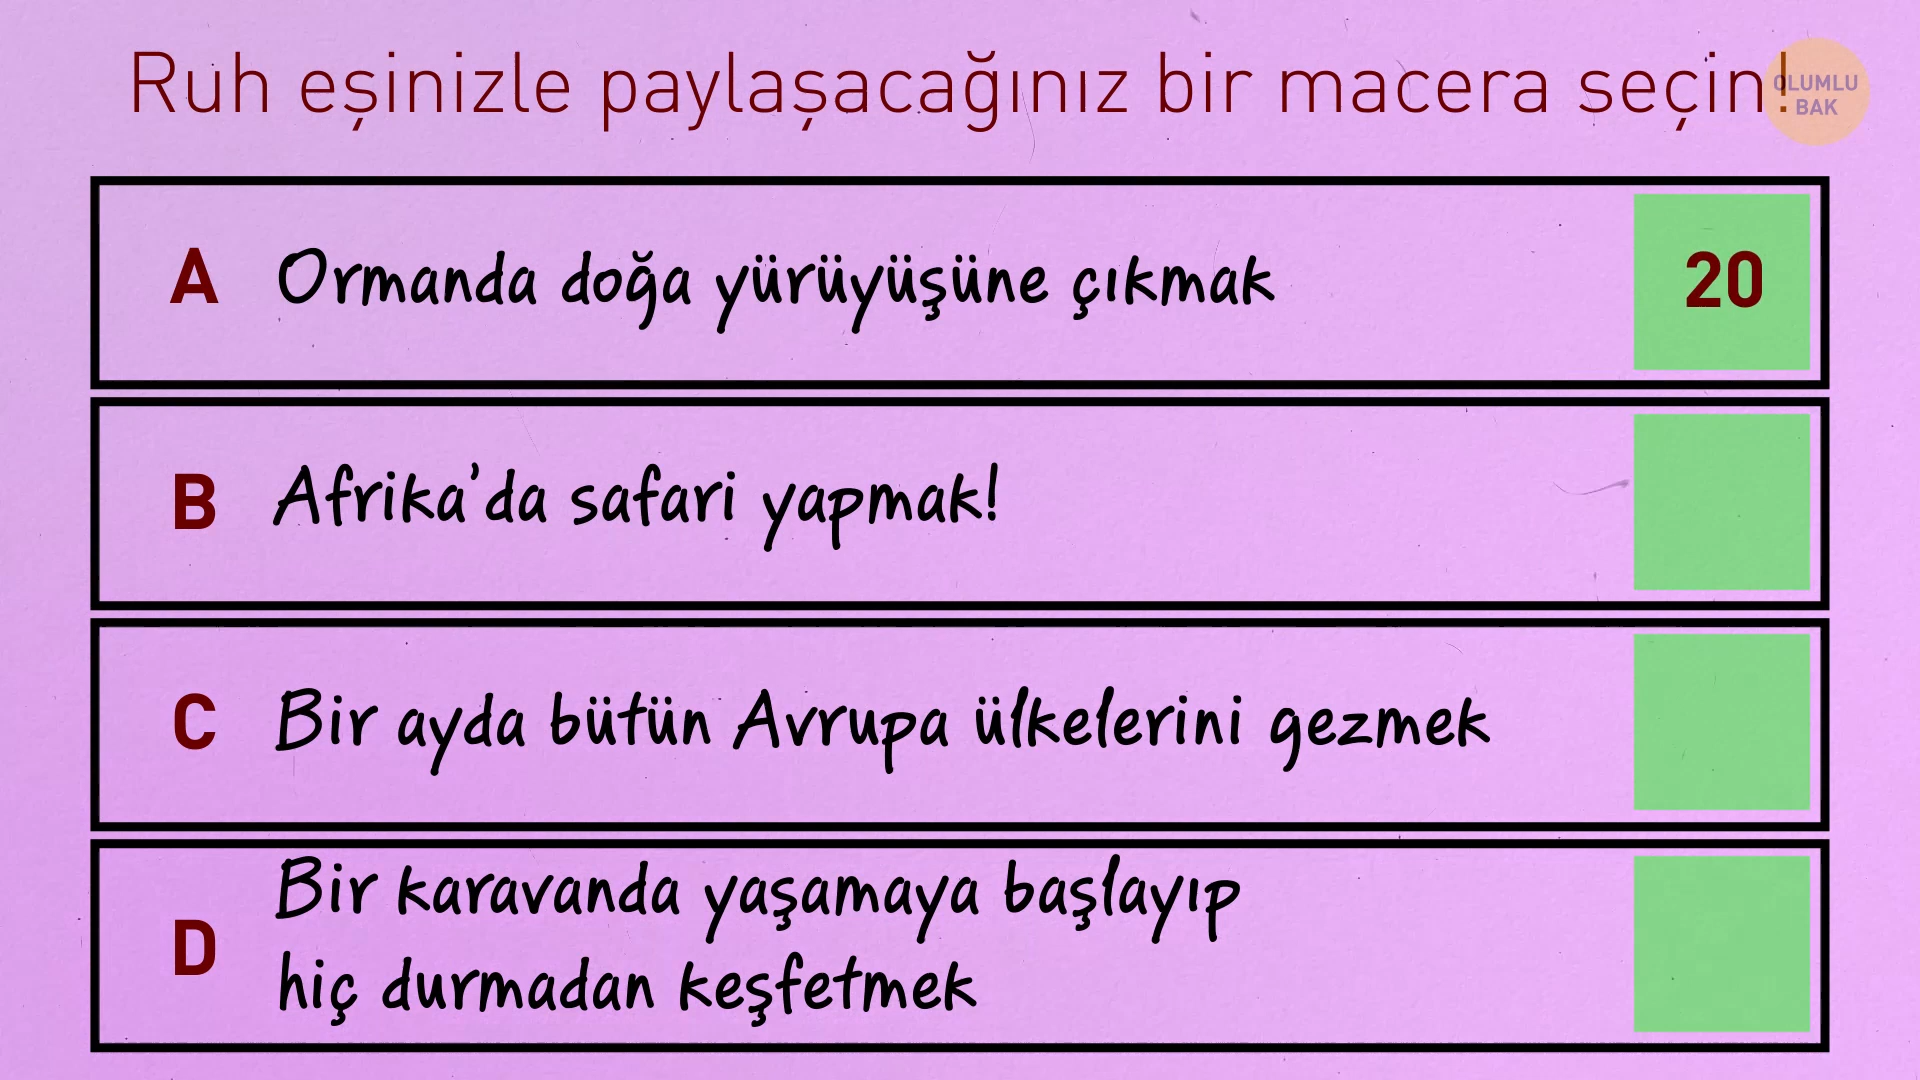 Ruh eşinizle paylaşacağınız bir macera seçin!
OLUMLU
BAK
A Ormanda doğa yürüyüşüne çıkmak 20
B Afrika'da safari yapmak!
C Bir ayda bütün Avrupa ülkelerini gezmek
D Bir karavanda yaşamaya başlayıp
hiç durmadan keşfetmek